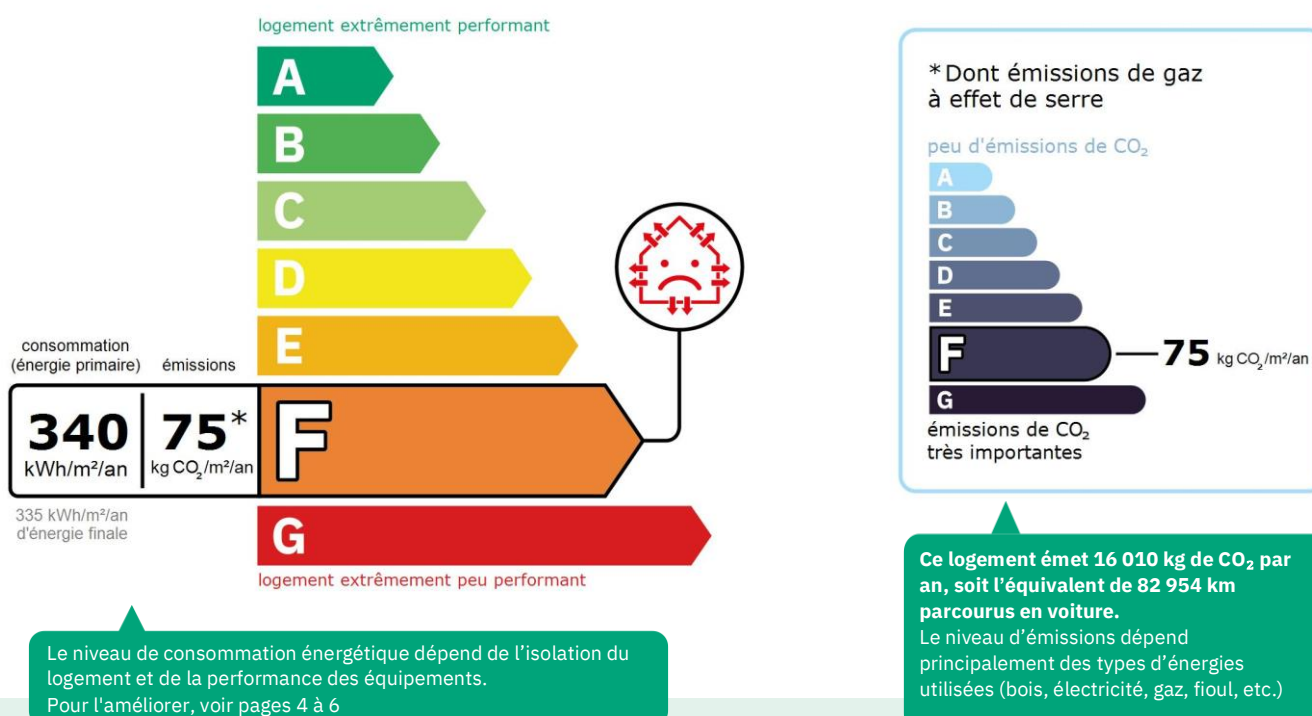 logement extrêmement performant
A
B
C
D
E
consommation
(énergie primaire)
émissions
340
kWh/m²/an
75*
kg CO₂/m²/an
F
335 kWh/m²/an
d'énergie finale
G
logement extrêmement peu performant
Le niveau de consommation énergétique dépend de l'isolation du
logement et de la performance des équipements.
Pour l'améliorer, voir pages 4 à 6
*Dont émissions de gaz
à effet de serre
peu d'émissions de CO₂
A
B
C
D
E
F
75 kg CO₂/m²/an
G
émissions de CO₂
très importantes
Ce logement émet 16 010 kg de CO₂ par
an, soit l'équivalent de 82 954 km
parcourus en voiture.
Le niveau d'émissions dépend
principalement des types d'énergies
utilisées (bois, électricité, gaz, fioul, etc.)